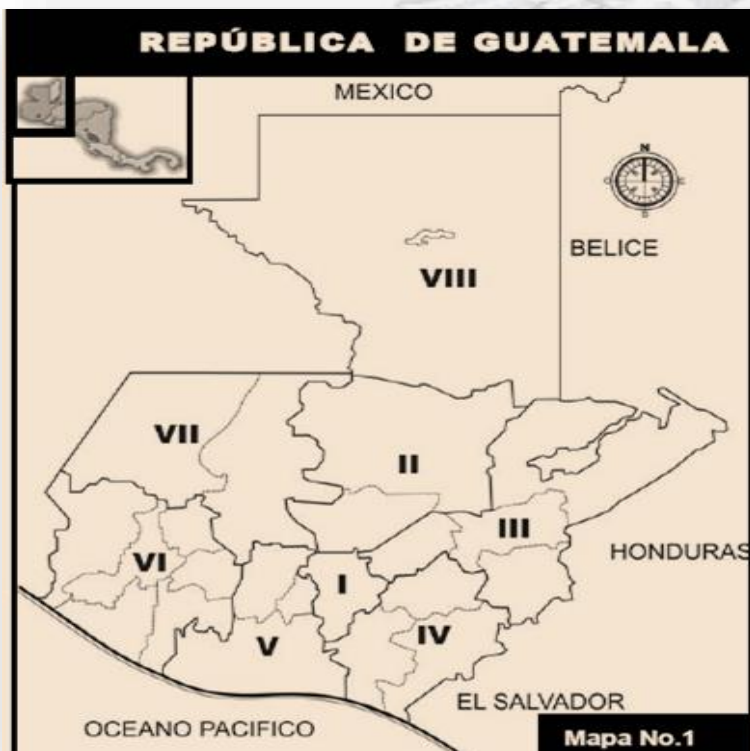 REPÚBLICA DE GUATEMALA
MEXICO
N
O
E
BELICE
VIII
VII
II
III
HONDURAS
VI
I
V
IV
EL SALVADOR
OCEANO PACIFICO
Mapa No.1